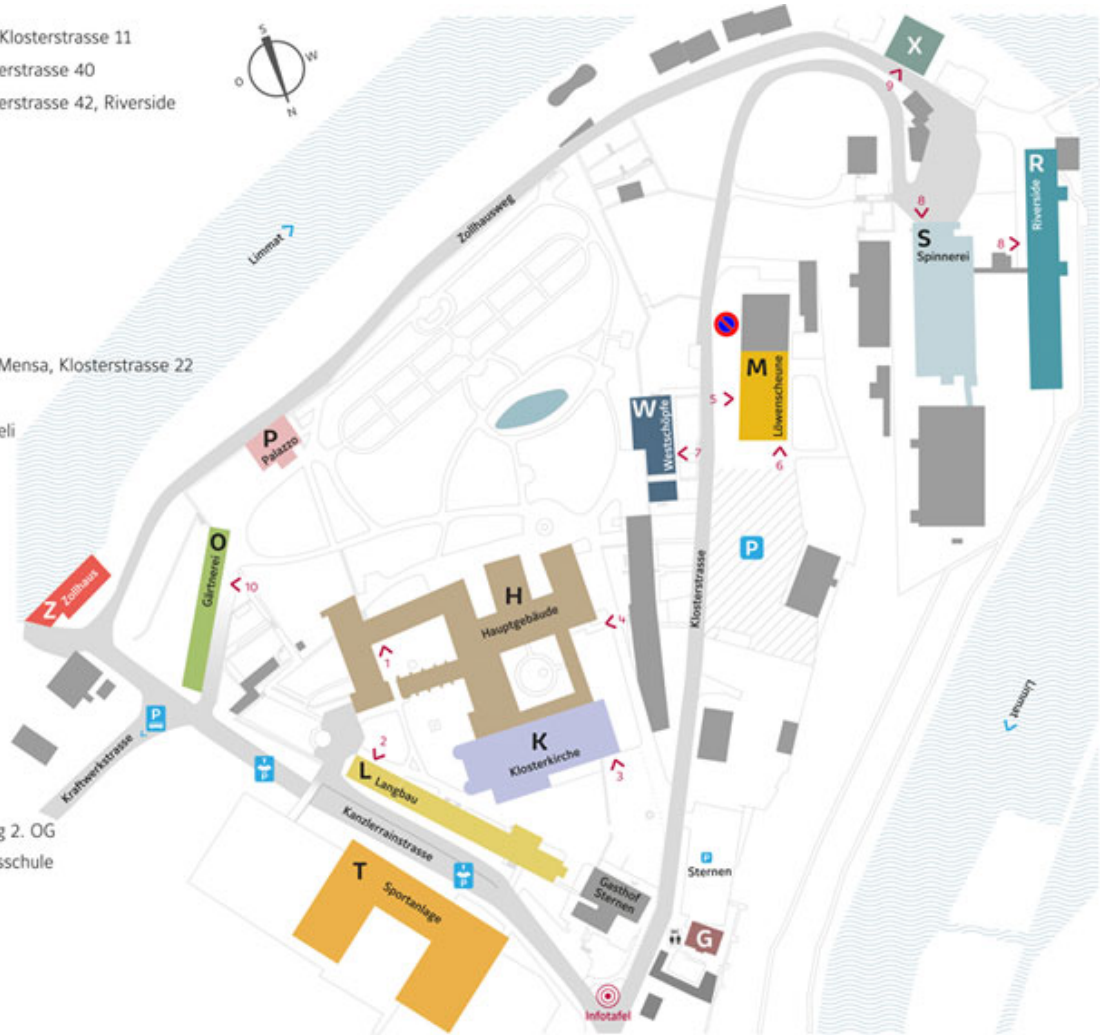 Klosterstrasse 11
erstrasse 40
erstrasse 42, Riverside
Mensa, Klosterstrasse 22
eli
g 2. OG
sschule
S
W
O
N
X
9
R
Riverside
8
S
Spinnerei
8
Zollhausweg
Limmat
M
Löwenscheune
5
6
W
Westschöpfe
7
P
Palazzo
P
O
Gärtnerei
10
Z Zollhaus
H
Hauptgebäude
4
1
Klosterstrasse
K
Klosterkirche
3
2
L Langbau
P
P
Kraftwerkstrasse
Kanzlerrainstrasse
P
T
Sportanlage
Gasthof
Sternen
P
Sternen
G
Infotafel
Limmat